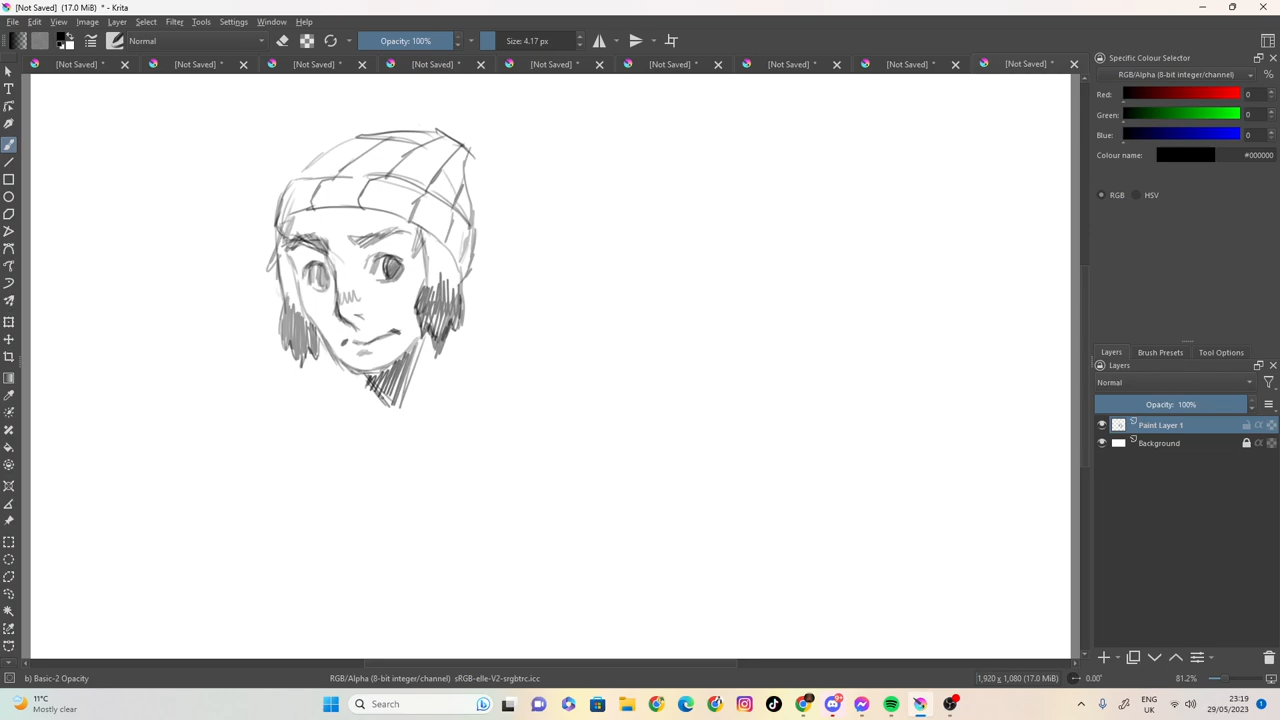 [Not Saved] (17.0 MiB) * - Krita
File Edit View Image Layer Select Filter Tools Settings Window Help
Normal Opacity: 100% Size: 4.17 px
[Not Saved] * [Not Saved] * [Not Saved] * [Not Saved] * [Not Saved] * [Not Saved] * [Not Saved] * [Not Saved] * [Not Saved] *
Specific Colour Selector
RGB/Alpha (8-bit integer/channel) %
Red: 0
Green: 0
Blue: 0
Colour name: #000000
RGB HSV
Layers Brush Presets Tool Options
Layers
Normal
Opacity: 100%
Paint Layer 1
Background
b) Basic-2 Opacity RGB/Alpha (8-bit integer/channel) sRGB-elle-V2-srgbtrc.icc 1,920 x 1,080 (17.0 MiB) 0.00° 81.2%
11°C
Mostly clear
Search
ENG
UK
23:19
29/05/2023